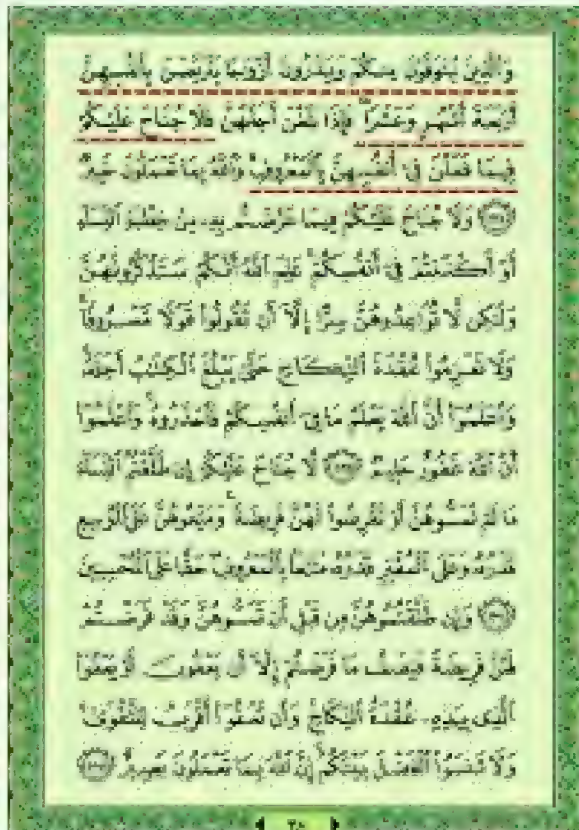 وَالَّذِينَ يُتَوَفَّوْنَ مِنكُمْ وَيَذَرُونَ أَزْوَاجًا يَتَرَبَّصْنَ بِأَنفُسِهِنَّ
أَرْبَعَةَ أَشْهُرٍ وَعَشْرًا فَإِذَا بَلَغْنَ أَجَلَهُنَّ فَلَا جُنَاحَ عَلَيْكُمْ
فِيمَا فَعَلْنَ فِي أَنفُسِهِنَّ بِالْمَعْرُوفِ وَاللَّهُ بِمَا تَعْمَلُونَ خَبِيرٌ
﴿٢٣٤﴾ وَلَا جُنَاحَ عَلَيْكُمْ فِيمَا عَرَّضْتُم بِهِ مِنْ خِطْبَةِ النِّسَاءِ
أَوْ أَكْنَنتُمْ فِي أَنفُسِكُمْ عَلِمَ اللَّهُ أَنَّكُمْ سَتَذْكُرُونَهُنَّ
وَلَٰكِن لَّا تُوَاعِدُوهُنَّ سِرًّا إِلَّا أَن تَقُولُوا قَوْلًا مَّعْرُوفًا
وَلَا تَعْزِمُوا عُقْدَةَ النِّكَاحِ حَتَّىٰ يَبْلُغَ الْكِتَابُ أَجَلَهُ
وَاعْلَمُوا أَنَّ اللَّهَ يَعْلَمُ مَا فِي أَنفُسِكُمْ فَاحْذَرُوهُ وَاعْلَمُوا
أَنَّ اللَّهَ غَفُورٌ حَلِيمٌ ﴿٢٣٥﴾ لَّا جُنَاحَ عَلَيْكُمْ إِن طَلَّقْتُمُ النِّسَاءَ
مَا لَمْ تَمَسُّوهُنَّ أَوْ تَفْرِضُوا لَهُنَّ فَرِيضَةً وَمَتِّعُوهُنَّ عَلَى الْمُوسِعِ
قَدَرُهُ وَعَلَى الْمُقْتِرِ قَدَرُهُ مَتَاعًا بِالْمَعْرُوفِ حَقًّا عَلَى الْمُحْسِنِينَ
﴿٢٣٦﴾ وَإِن طَلَّقْتُمُوهُنَّ مِن قَبْلِ أَن تَمَسُّوهُنَّ وَقَدْ فَرَضْتُمْ
لَهُنَّ فَرِيضَةً فَنِصْفُ مَا فَرَضْتُمْ إِلَّا أَن يَعْفُونَ أَوْ يَعْفُوَا
الَّذِي بِيَدِهِ عُقْدَةُ النِّكَاحِ وَأَن تَعْفُوا أَقْرَبُ لِلتَّقْوَىٰ
وَلَا تَنسَوُا الْفَضْلَ بَيْنَكُمْ إِنَّ اللَّهَ بِمَا تَعْمَلُونَ بَصِيرٌ ﴿٢٣٧﴾
٣٨